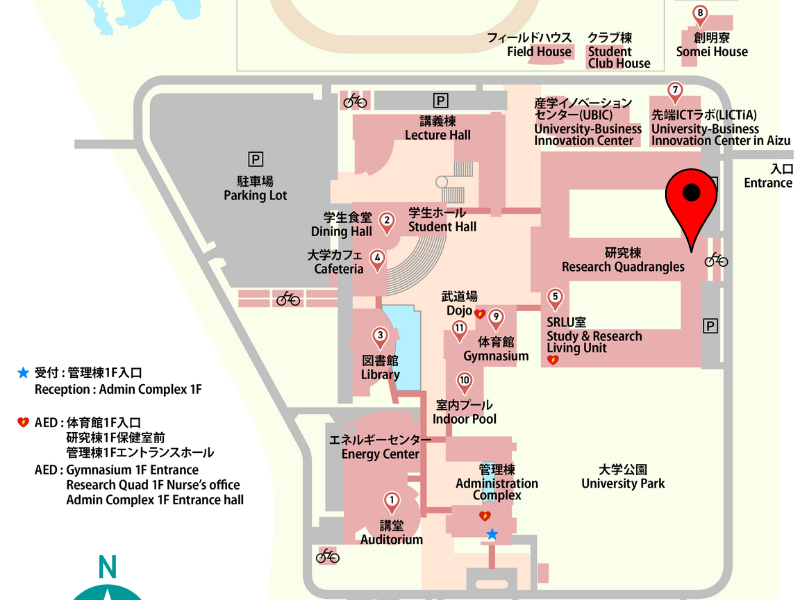 8
フィールドハウス
Field House
クラブ棟
Student
Club House
創明寮
Somei House
7
P
講義棟
Lecture Hall
産学イノベーション
センター(UBIC)
University-Business
Innovation Center
先端ICTラボ(LICTiA)
University-Business
Innovation Center in Aizu
入口
Entrance
P
駐車場
Parking Lot
学生食堂
Dining Hall
2
学生ホール
Student Hall
大学カフェ
Cafeteria
4
研究棟
Research Quadrangles
武道場
Dojo
11
9
体育館
Gymnasium
5
SRLU室
Study & Research
Living Unit
P
3
図書館
Library
10
室内プール
Indoor Pool
受付：管理棟1F入口
Reception : Admin Complex 1F
AED：体育館1F入口
研究棟1F保健室前
管理棟1Fエントランスホール
AED : Gymnasium 1F Entrance
Research Quad 1F Nurse's office
Admin Complex 1F Entrance hall
エネルギーセンター
Energy Center
管理棟
Administration
Complex
大学公園
University Park
1
講堂
Auditorium
N